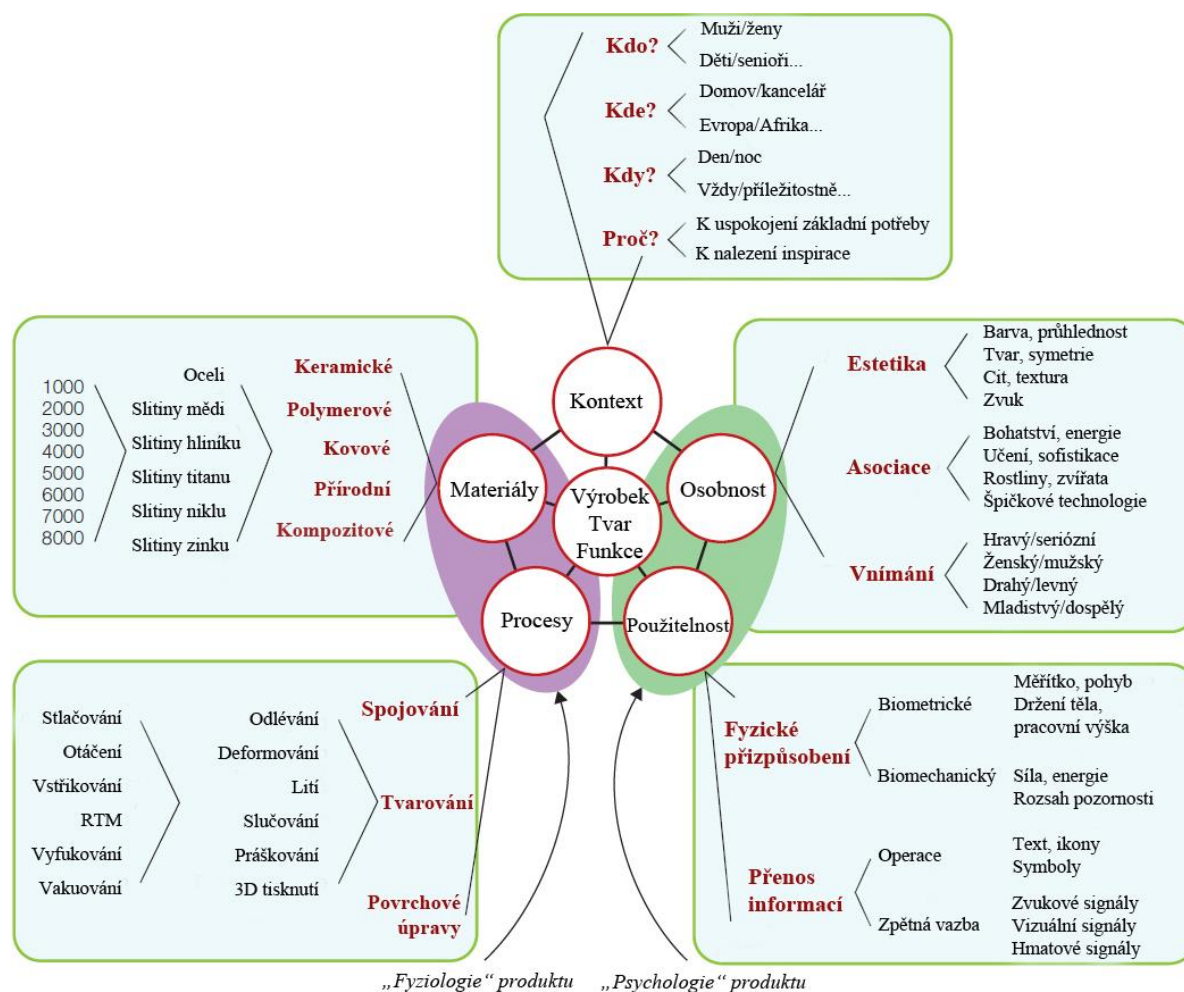 Kdo?
Muži/ženy
Děti/senioři...
Kde?
Domov/kancelář
Evropa/Afrika...
Kdy?
Den/noc
Vždy/příležitostně...
Proč?
K uspokojení základní potřeby
K nalezení inspirace
1000
2000
3000
4000
5000
6000
7000
8000
Oceli
Slitiny mědi
Slitiny hliníku
Slitiny titanu
Slitiny niklu
Slitiny zinku
Keramické
Polymerové
Kovové
Přírodní
Kompozitové
Kontext
Materiály
Výrobek
Tvar
Funkce
Osobnost
Procesy
Použitelnost
Estetika
Barva, průhlednost
Tvar, symetrie
Cit, textura
Zvuk
Asociace
Bohatství, energie
Učení, sofistikace
Rostliny, zvířata
Špičkové technologie
Vnímání
Hravý/seriózní
Ženský/mužský
Drahý/levný
Mladistvý/dospělý
Stlačování
Otáčení
Vstřikování
RTM
Vyfukování
Vakuování
Odlévání
Deformování
Lití
Slučování
Práškování
3D tisknutí
Spojování
Tvarování
Povrchové
úpravy
Fyzické
přizpůsobení
Biometrické
Měřítko, pohyb
Držení těla,
pracovní výška
Biomechanický
Síla, energie
Rozsah pozornosti
Přenos
informací
Operace
Text, ikony
Symboly
Zpětná vazba
Zvukové signály
Vizuální signály
Hmatové signály
„Fyziologie“ produktu
„Psychologie“ produktu